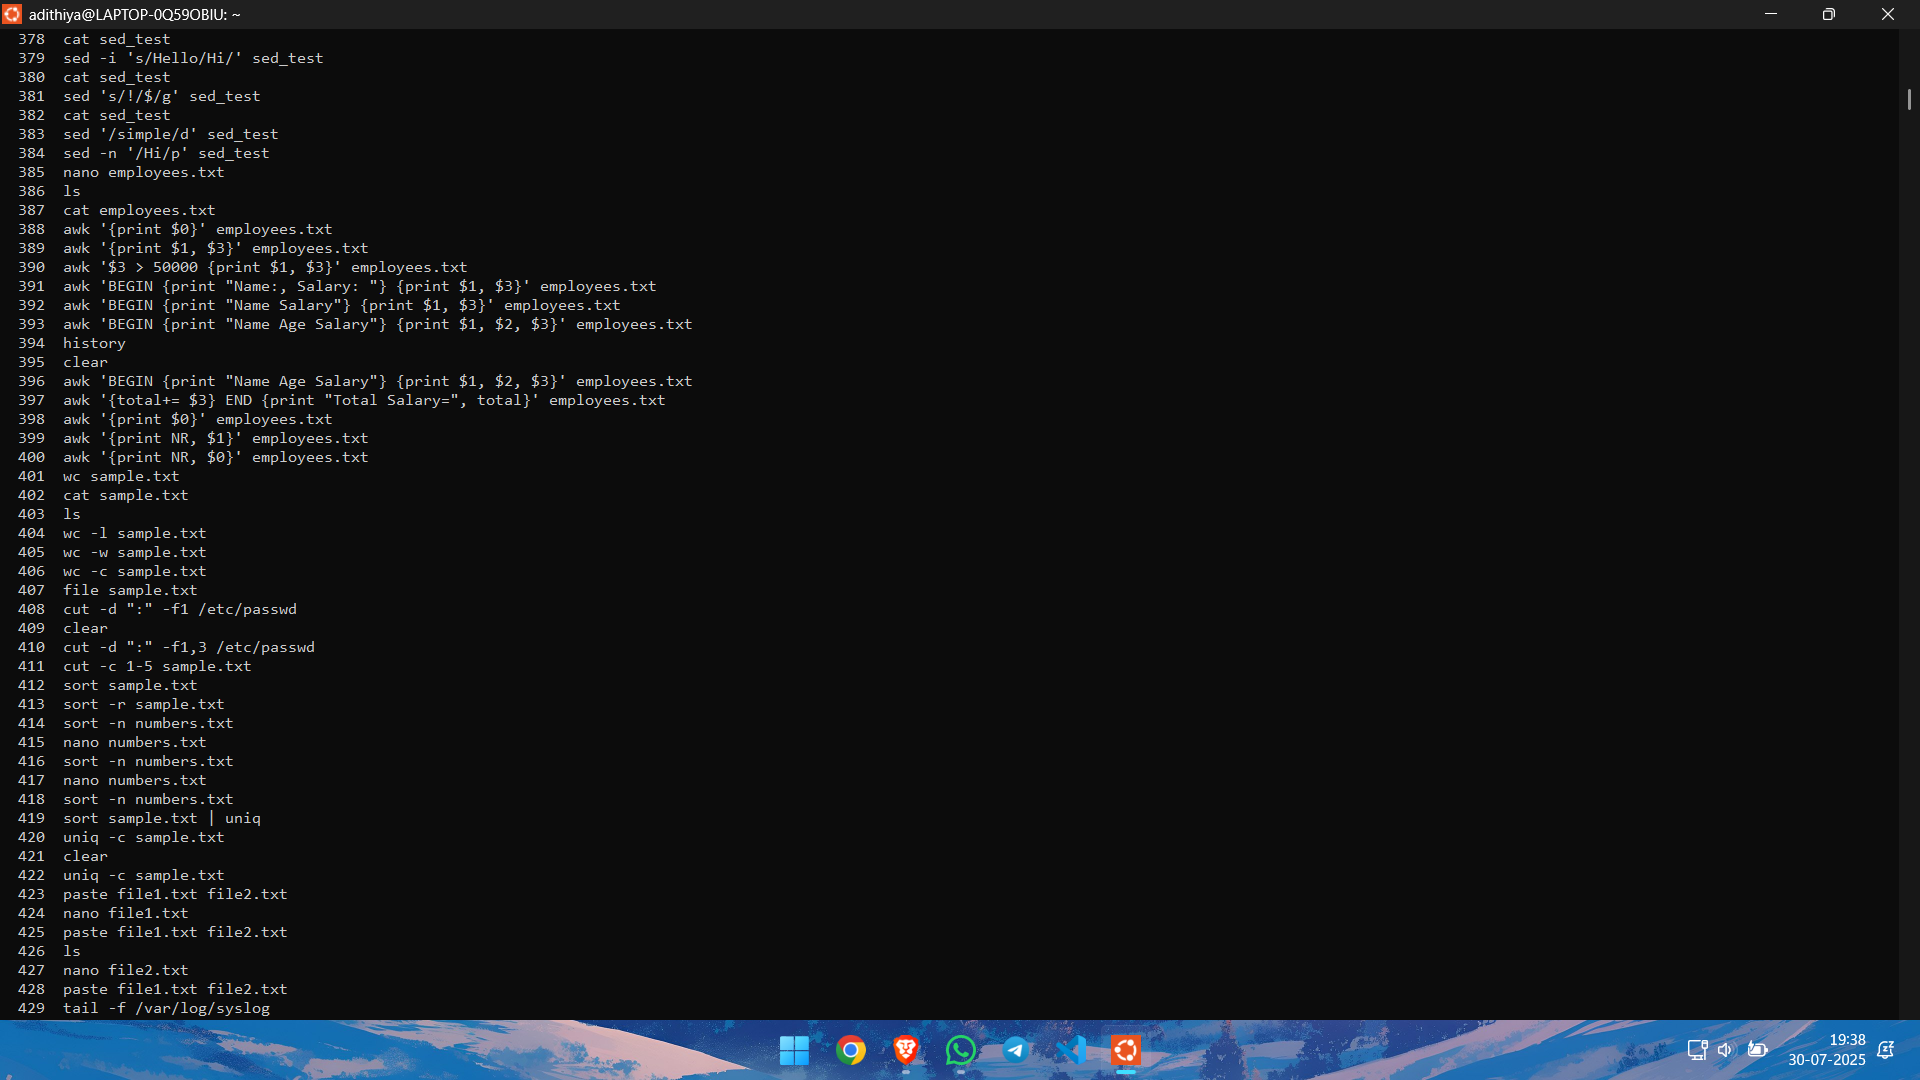 adithiya@LAPTOP-0Q59OBIU: ~
378 cat sed_test
379 sed -i 's/Hello/Hi/' sed_test
380 cat sed_test
381 sed 's/!/$/g' sed_test
382 cat sed_test
383 sed '/simple/d' sed_test
384 sed -n '/Hi/p' sed_test
385 nano employees.txt
386 ls
387 cat employees.txt
388 awk '{print $0}' employees.txt
389 awk '{print $1, $3}' employees.txt
390 awk '$3 > 50000 {print $1, $3}' employees.txt
391 awk 'BEGIN {print "Name:, Salary: "} {print $1, $3}' employees.txt
392 awk 'BEGIN {print "Name Salary"} {print $1, $3}' employees.txt
393 awk 'BEGIN {print "Name Age Salary"} {print $1, $2, $3}' employees.txt
394 history
395 clear
396 awk 'BEGIN {print "Name Age Salary"} {print $1, $2, $3}' employees.txt
397 awk '{total+= $3} END {print "Total Salary=", total}' employees.txt
398 awk '{print $0}' employees.txt
399 awk '{print NR, $1}' employees.txt
400 awk '{print NR, $0}' employees.txt
401 wc sample.txt
402 cat sample.txt
403 ls
404 wc -l sample.txt
405 wc -w sample.txt
406 wc -c sample.txt
407 file sample.txt
408 cut -d ":" -f1 /etc/passwd
409 clear
410 cut -d ":" -f1,3 /etc/passwd
411 cut -c 1-5 sample.txt
412 sort sample.txt
413 sort -r sample.txt
414 sort -n numbers.txt
415 nano numbers.txt
416 sort -n numbers.txt
417 nano numbers.txt
418 sort -n numbers.txt
419 sort sample.txt | uniq
420 uniq -c sample.txt
421 clear
422 uniq -c sample.txt
423 paste file1.txt file2.txt
424 nano file1.txt
425 paste file1.txt file2.txt
426 ls
427 nano file2.txt
428 paste file1.txt file2.txt
429 tail -f /var/log/syslog
19:38
30-07-2025